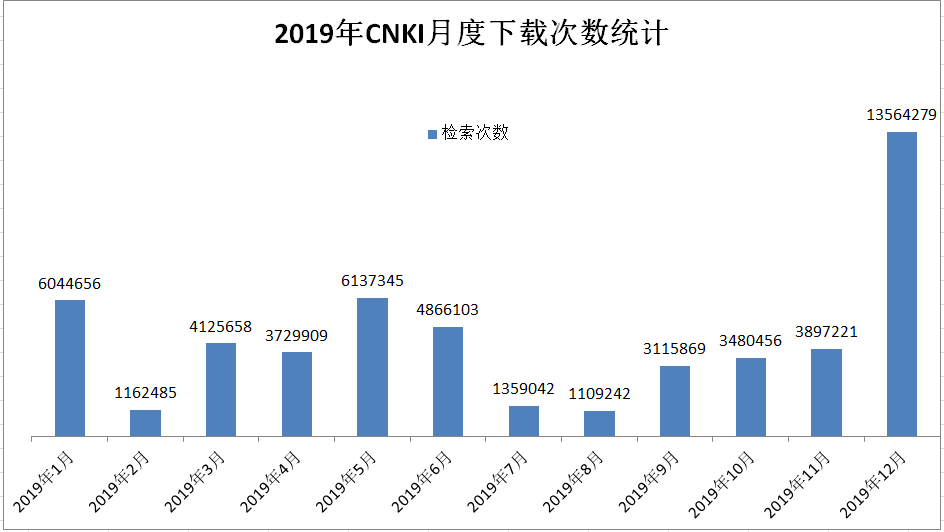 2019年CNKI月度下载次数统计
检索次数
13564279
6044656
6137345
4866103
4125658
3729909
3897221
3480456
3115869
1162485
1359042
1109242
2019年1月
2019年2月
2019年3月
2019年4月
2019年5月
2019年6月
2019年7月
2019年8月
2019年9月
2019年10月
2019年11月
2019年12月